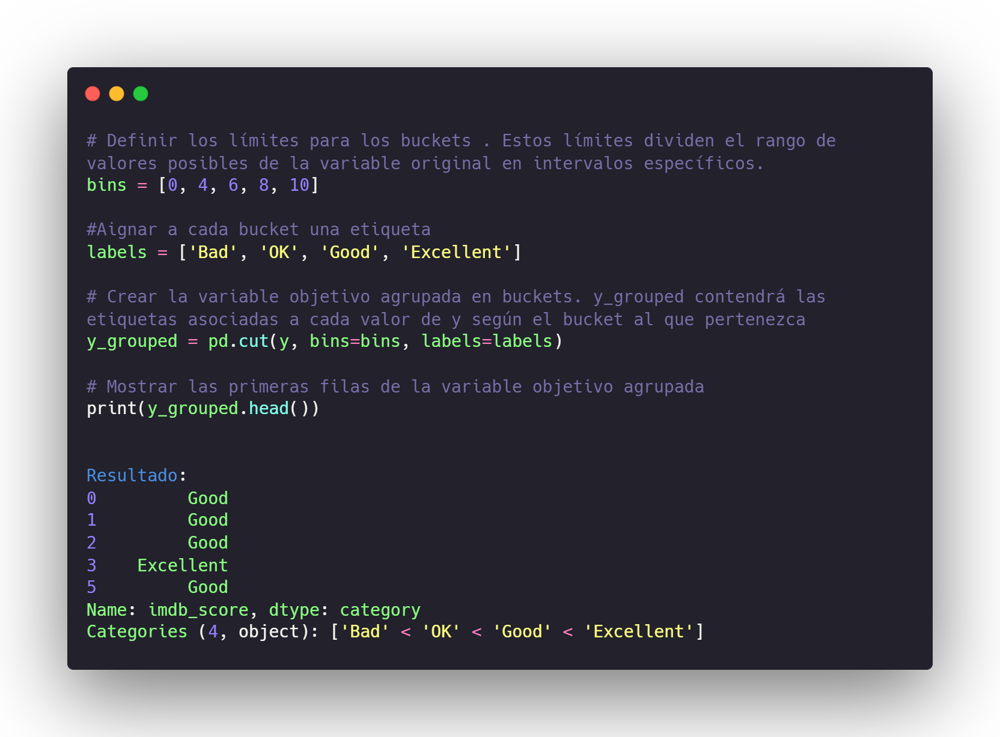 # Definir los límites para los buckets . Estos límites dividen el rango de
valores posibles de la variable original en intervalos específicos.
bins = [0, 4, 6, 8, 10]
#Aignar a cada bucket una etiqueta
labels = ['Bad', 'OK', 'Good', 'Excellent']
# Crear la variable objetivo agrupada en buckets. y_grouped contendrá las
etiquetas asociadas a cada valor de y según el bucket al que pertenezca
y_grouped = pd.cut(y, bins=bins, labels=labels)
# Mostrar las primeras filas de la variable objetivo agrupada
print(y_grouped.head())
Resultado:
0         Good
1         Good
2         Good
3    Excellent
5         Good
Name: imdb_score, dtype: category
Categories (4, object): ['Bad' < 'OK' < 'Good' < 'Excellent']